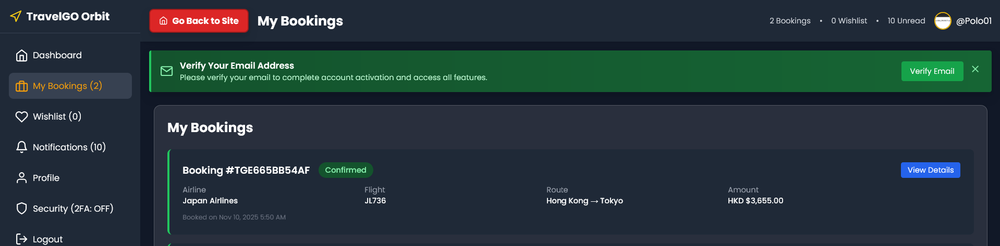 TravelGO Orbit
Go Back to Site
My Bookings
2 Bookings • 0 Wishlist • 10 Unread
@Polo01
Dashboard
My Bookings (2)
Wishlist (0)
Notifications (10)
Profile
Security (2FA: OFF)
Logout
Verify Your Email Address
Please verify your email to complete account activation and access all features.
Verify Email
My Bookings
Booking #TGE665BB54AF
Confirmed
View Details
Airline
Japan Airlines
Flight
JL736
Route
Hong Kong → Tokyo
Amount
HKD $3,655.00
Booked on Nov 10, 2025 5:50 AM